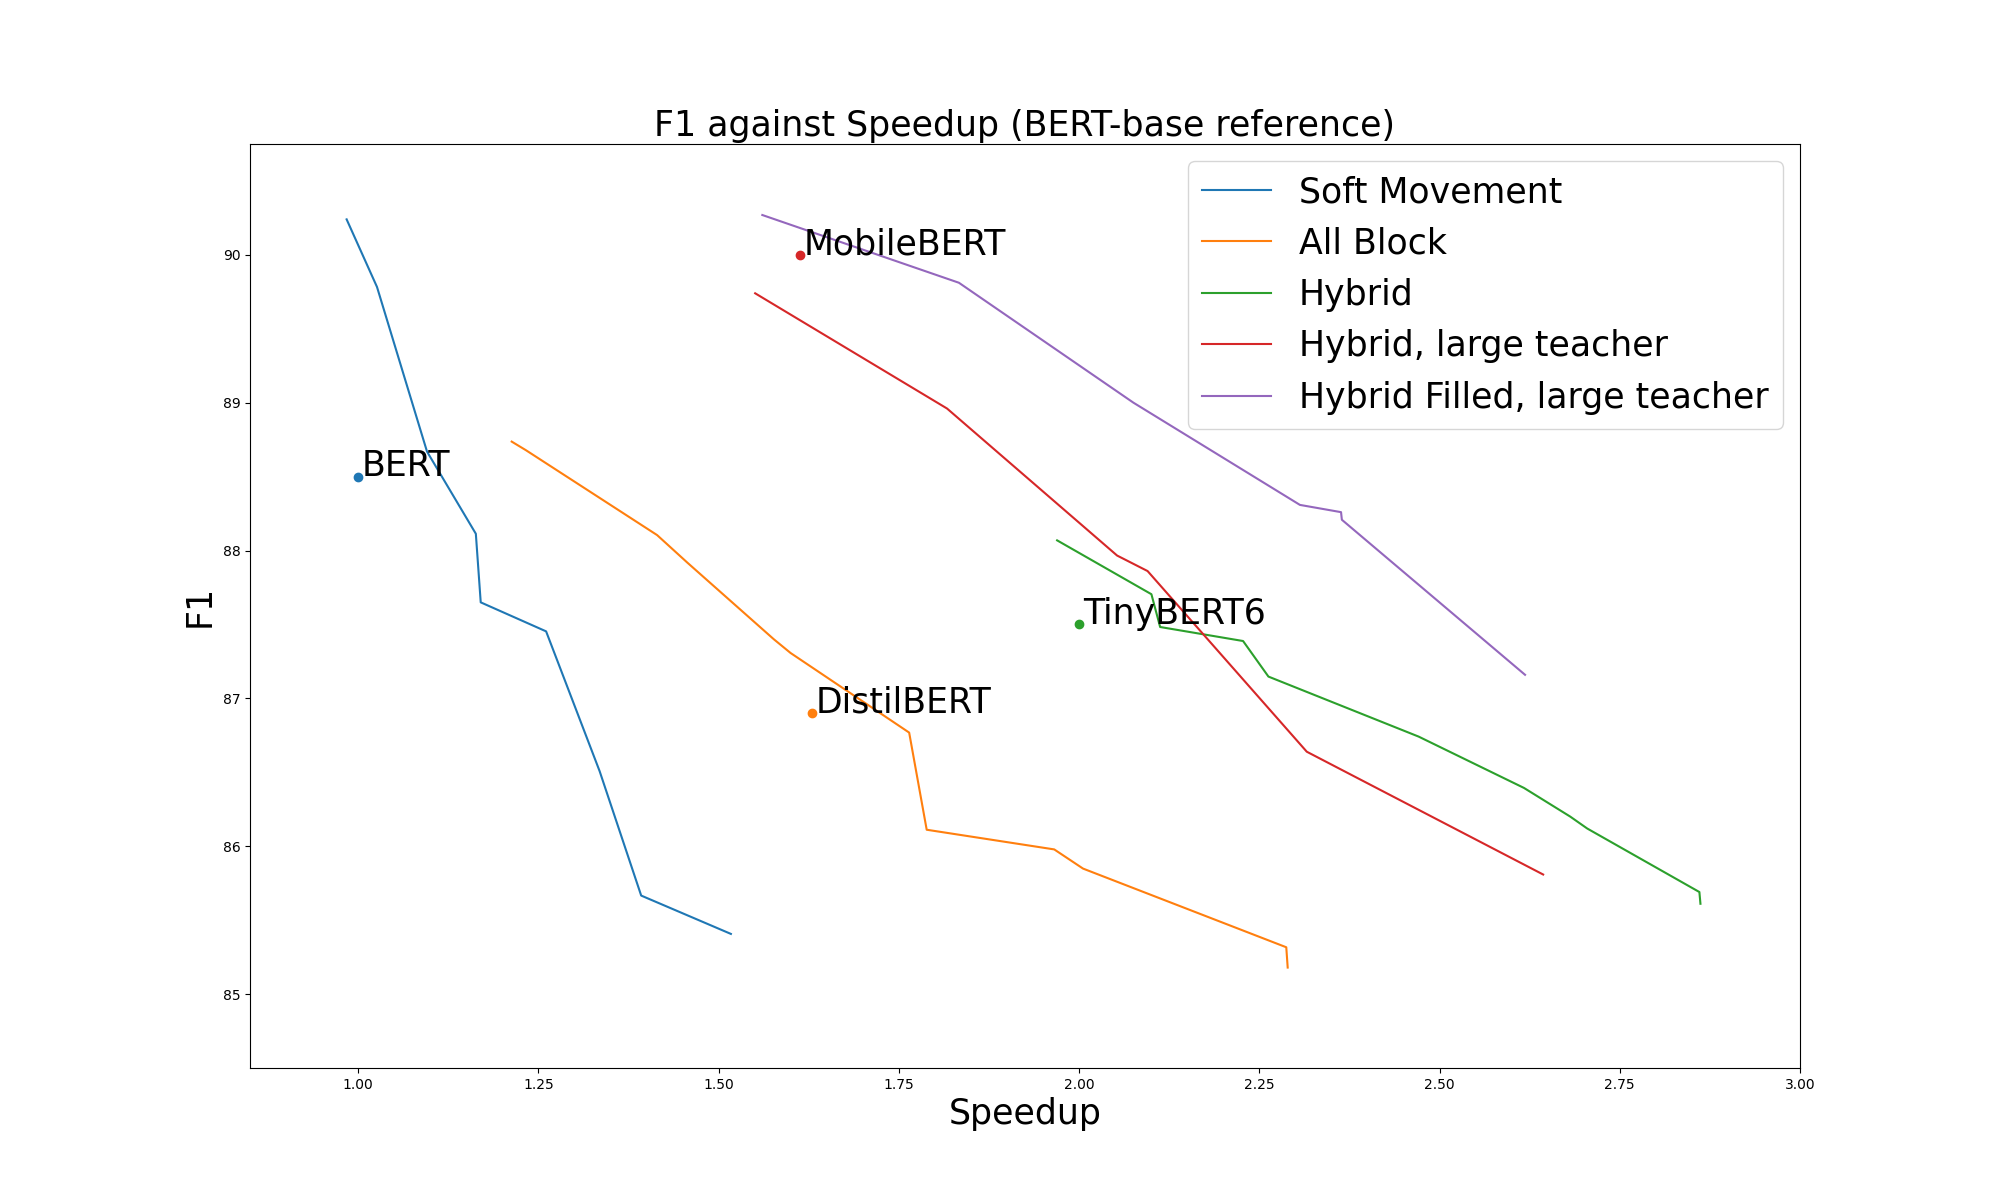 F1 against Speedup (BERT-base reference)
Soft Movement
All Block
Hybrid
Hybrid, large teacher
Hybrid Filled, large teacher
MobileBERT
BERT
TinyBERT6
DistilBERT
F1
90
89
88
87
86
85
1.00 1.25 1.50 1.75 2.00 2.25 2.50 2.75 3.00
Speedup